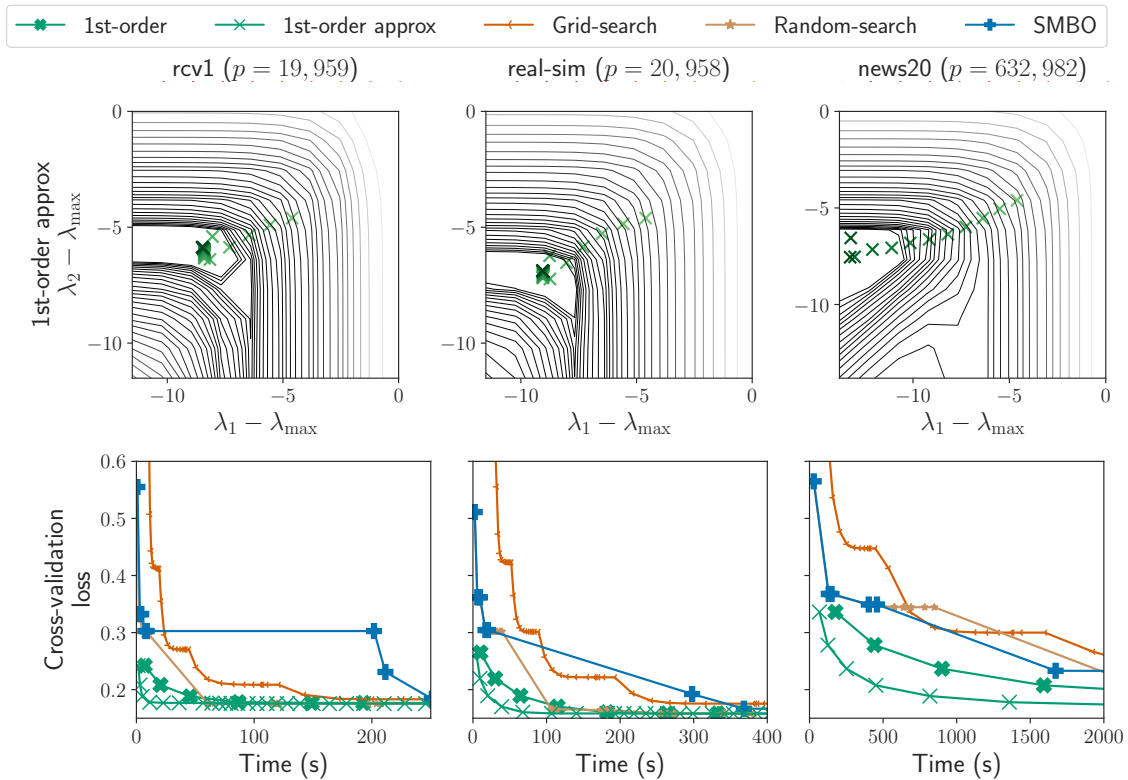 1st-order 1st-order approx Grid-search Random-search SMBO
rcv1 (p = 19, 959) real-sim (p = 20, 958) news20 (p = 632, 982)
1st-order approx
λ2 − λmax
0
−5
−10
−10 −5 0
λ1 − λmax
0
−5
−10
−10 −5 0
λ1 − λmax
0
−5
−10
−10 −5 0
λ1 − λmax
Cross-validation
loss
0.6
0.5
0.4
0.3
0.2
0 100 200
Time (s)
0 100 200 300 400
Time (s)
0 500 1000 1500 2000
Time (s)